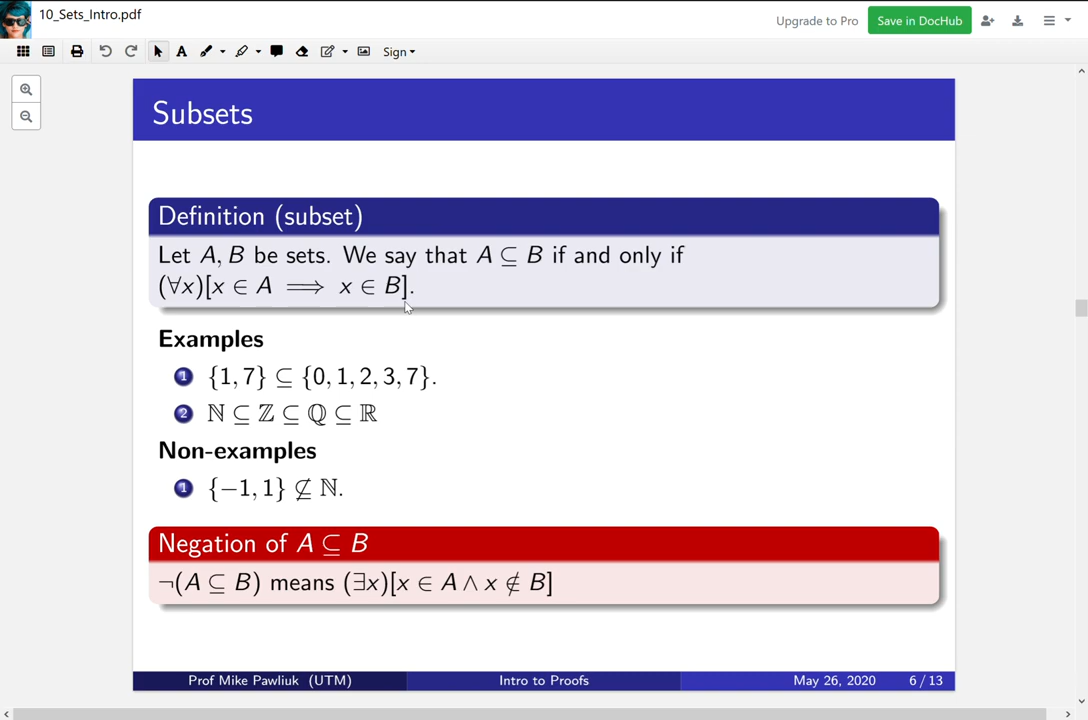 10_Sets_Intro.pdf
Upgrade to Pro
Save in DocHub
A
Sign
Subsets
Definition (subset)
Let A, B be sets. We say that A ⊆ B if and only if
(∀x)[x ∈ A ⟹ x ∈ B].
Examples
1 {1, 7} ⊆ {0, 1, 2, 3, 7}.
2 ℕ ⊆ ℤ ⊆ ℚ ⊆ ℝ
Non-examples
1 {−1, 1} ⊈ ℕ.
Negation of A ⊆ B
¬(A ⊆ B) means (∃x)[x ∈ A ∧ x ∉ B]
Prof Mike Pawliuk (UTM) Intro to Proofs May 26, 2020 6 / 13